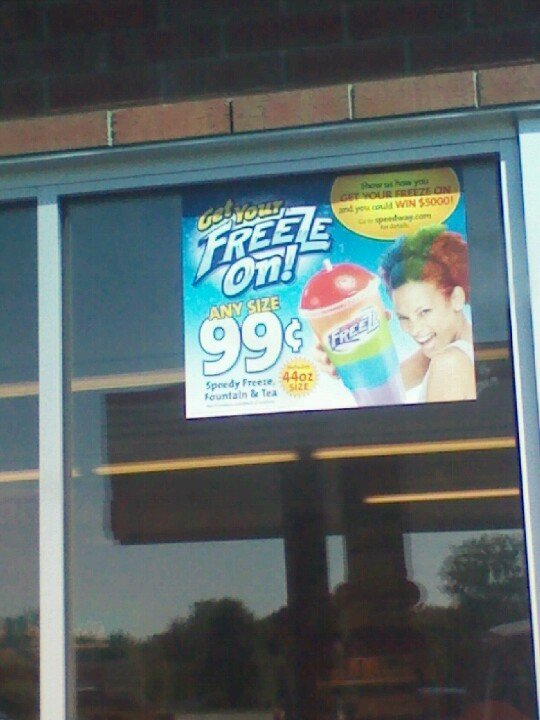 Get Your
FREEZE
On!
ANY SIZE
99¢
Speedy Freeze,
Fountain & Tea
Includes
44oz
SIZE
Show us how you
GET YOUR FREEZE ON
and you could WIN $5000!
Go to speedway.com
for details.